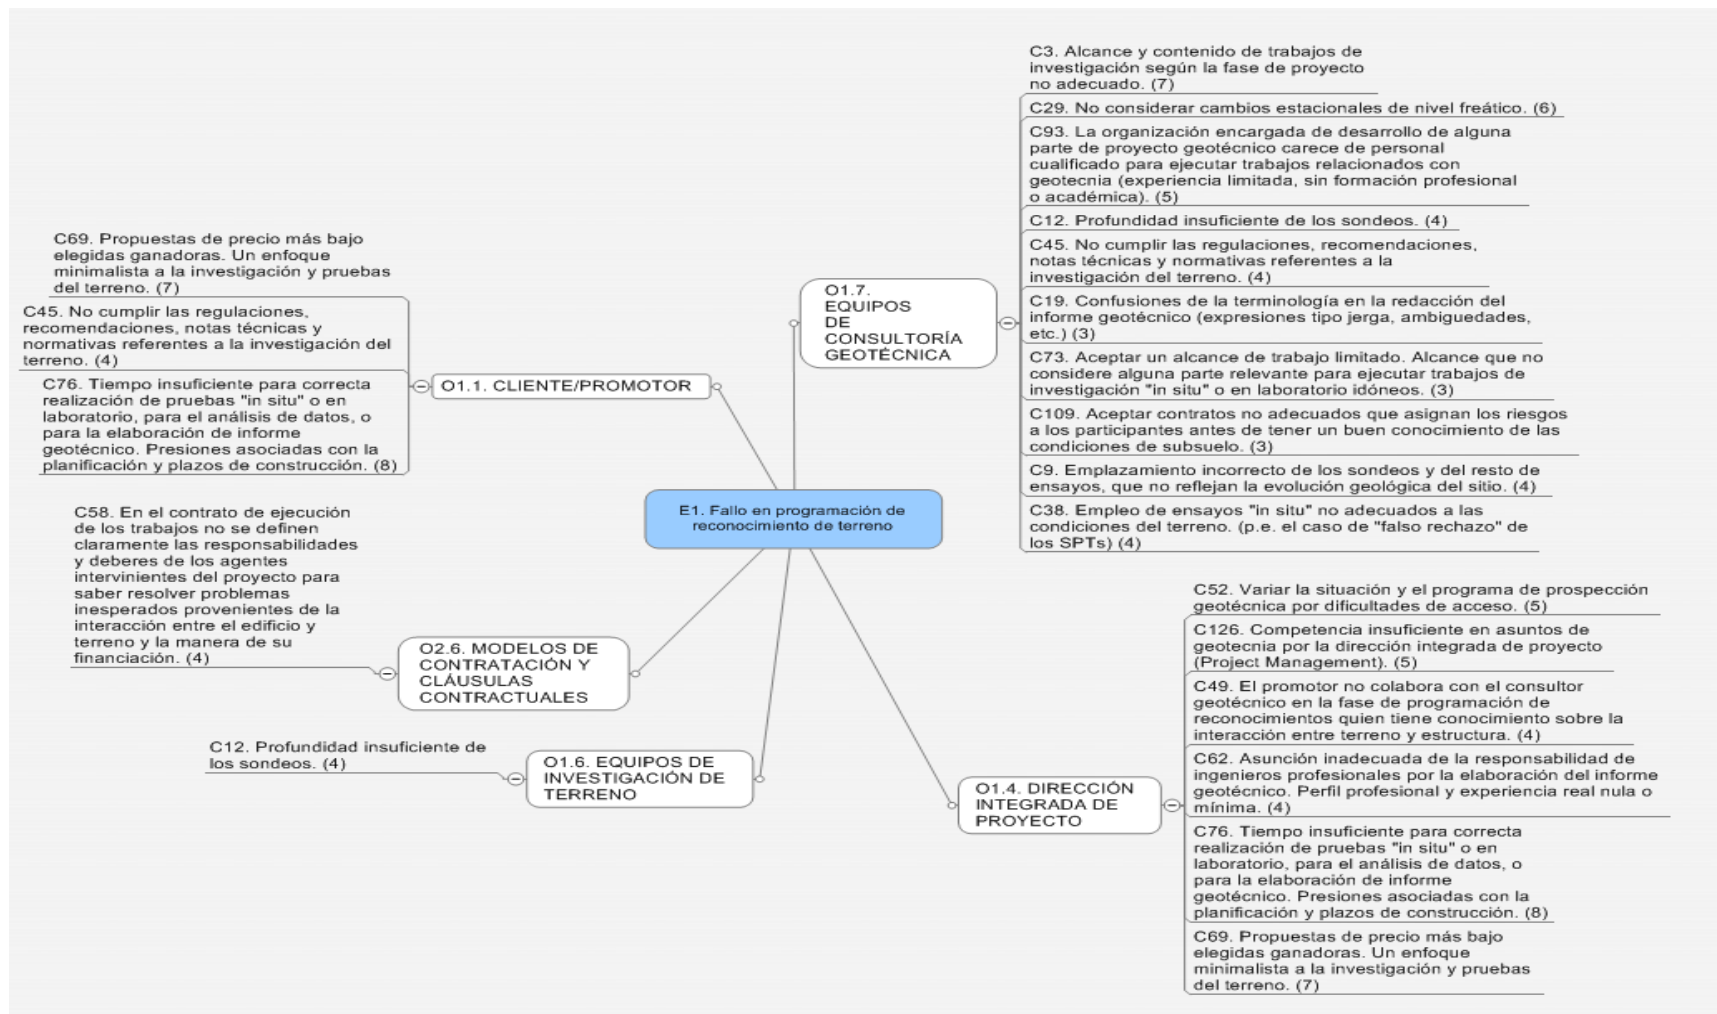 C69. Propuestas de precio más bajo
elegidas ganadoras. Un enfoque
minimalista a la investigación y pruebas
del terreno. (7)
C45. No cumplir las regulaciones,
recomendaciones, notas técnicas y
normativas referentes a la investigación del
terreno. (4)
C76. Tiempo insuficiente para correcta
realización de pruebas "in situ" o en
laboratorio, para el análisis de datos, o
para la elaboración de informe
geotécnico. Presiones asociadas con la
planificación y plazos de construcción. (8)
O1.1. CLIENTE/PROMOTOR
C58. En el contrato de ejecución
de los trabajos no se definen
claramente las responsabilidades
y deberes de los agentes
intervinientes del proyecto para
saber resolver problemas
inesperados provenientes de la
interacción entre el edificio y
terreno y la manera de su
financiación. (4)
O2.6. MODELOS DE
CONTRATACIÓN Y
CLÁUSULAS
CONTRACTUALES
C12. Profundidad insuficiente de
los sondeos. (4)
O1.6. EQUIPOS DE
INVESTIGACIÓN DE
TERRENO
E1. Fallo en programación de
reconocimiento de terreno
O1.7.
EQUIPOS
DE
CONSULTORÍA
GEOTÉCNICA
C3. Alcance y contenido de trabajos de
investigación según la fase de proyecto
no adecuado. (7)
C29. No considerar cambios estacionales de nivel freático. (6)
C93. La organización encargada de desarrollo de alguna
parte de proyecto geotécnico carece de personal
cualificado para ejecutar trabajos relacionados con
geotecnia (experiencia limitada, sin formación profesional
o académica). (5)
C12. Profundidad insuficiente de los sondeos. (4)
C45. No cumplir las regulaciones, recomendaciones,
notas técnicas y normativas referentes a la
investigación del terreno. (4)
C19. Confusiones de la terminología en la redacción del
informe geotécnico (expresiones tipo jerga, ambiguedades,
etc.) (3)
C73. Aceptar un alcance de trabajo limitado. Alcance que no
considere alguna parte relevante para ejecutar trabajos de
investigación "in situ" o en laboratorio idóneos. (3)
C109. Aceptar contratos no adecuados que asignan los riesgos
a los participantes antes de tener un buen conocimiento de las
condiciones de subsuelo. (3)
C9. Emplazamiento incorrecto de los sondeos y del resto de
ensayos, que no reflejan la evolución geológica del sitio. (4)
C38. Empleo de ensayos "in situ" no adecuados a las
condiciones del terreno. (p.e. el caso de "falso rechazo" de
los SPTs) (4)
O1.4. DIRECCIÓN
INTEGRADA DE
PROYECTO
C52. Variar la situación y el programa de prospección
geotécnica por dificultades de acceso. (5)
C126. Competencia insuficiente en asuntos de
geotecnia por la dirección integrada de proyecto
(Project Management). (5)
C49. El promotor no colabora con el consultor
geotécnico en la fase de programación de
reconocimientos quien tiene conocimiento sobre la
interacción entre terreno y estructura. (4)
C62. Asunción inadecuada de la responsabilidad de
ingenieros profesionales por la elaboración del informe
geotécnico. Perfil profesional y experiencia real nula o
mínima. (4)
C76. Tiempo insuficiente para correcta
realización de pruebas "in situ" o en
laboratorio, para el análisis de datos, o
para la elaboración de informe
geotécnico. Presiones asociadas con la
planificación y plazos de construcción. (8)
C69. Propuestas de precio más bajo
elegidas ganadoras. Un enfoque
minimalista a la investigación y pruebas
del terreno. (7)